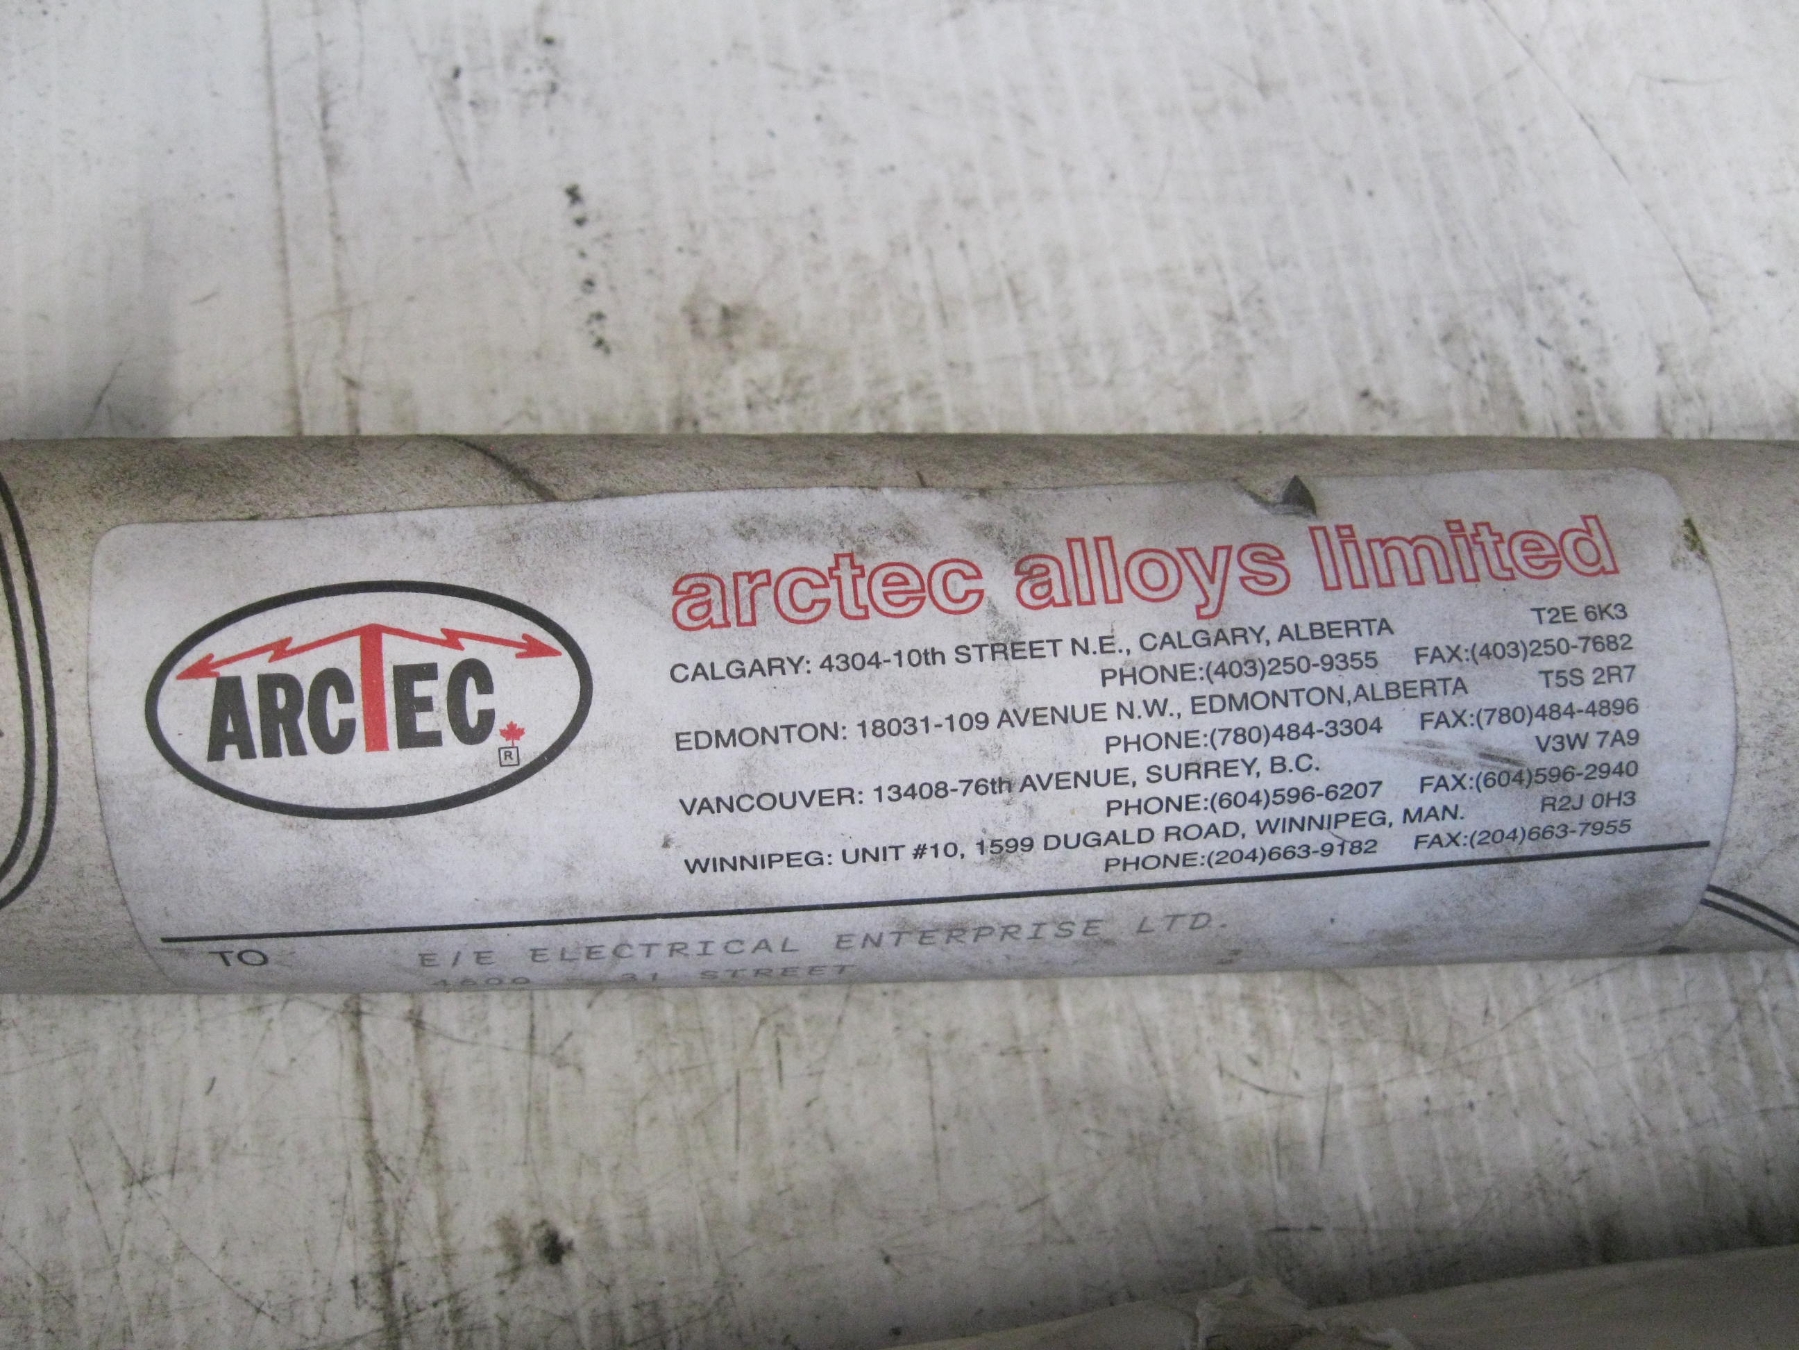 ARCTEC
R
arctec alloys limited
CALGARY: 4304-10th STREET N.E., CALGARY, ALBERTA T2E 6K3
PHONE:(403)250-9355 FAX:(403)250-7682
EDMONTON: 18031-109 AVENUE N.W., EDMONTON,ALBERTA T5S 2R7
PHONE:(780)484-3304 FAX:(780)484-4896
VANCOUVER: 13408-76th AVENUE, SURREY, B.C. V3W 7A9
PHONE:(604)596-6207 FAX:(604)596-2940
WINNIPEG: UNIT #10, 1599 DUGALD ROAD, WINNIPEG, MAN. R2J 0H3
PHONE:(204)663-9182 FAX:(204)663-7955
TO E/E ELECTRICAL ENTERPRISE LTD.
31 STREET